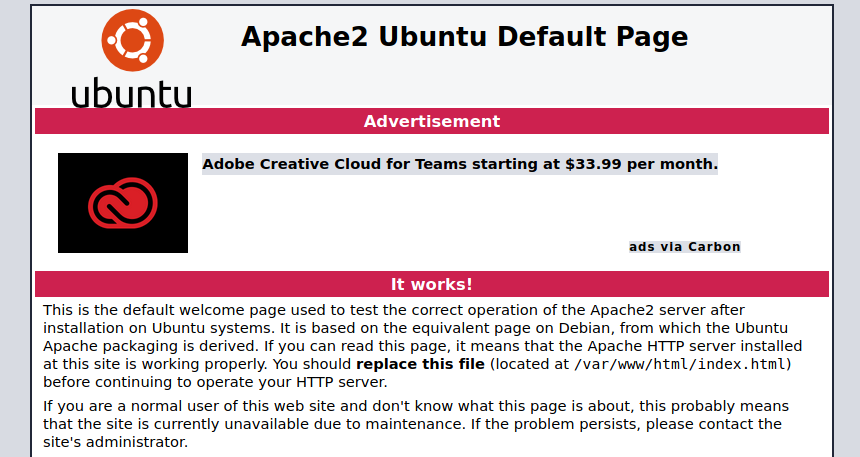 ubuntu
Apache2 Ubuntu Default Page
Advertisement
Adobe Creative Cloud for Teams starting at $33.99 per month.
ads via Carbon
It works!
This is the default welcome page used to test the correct operation of the Apache2 server after
installation on Ubuntu systems. It is based on the equivalent page on Debian, from which the Ubuntu
Apache packaging is derived. If you can read this page, it means that the Apache HTTP server installed
at this site is working properly. You should replace this file (located at /var/www/html/index.html)
before continuing to operate your HTTP server.
If you are a normal user of this web site and don't know what this page is about, this probably means
that the site is currently unavailable due to maintenance. If the problem persists, please contact the
site's administrator.